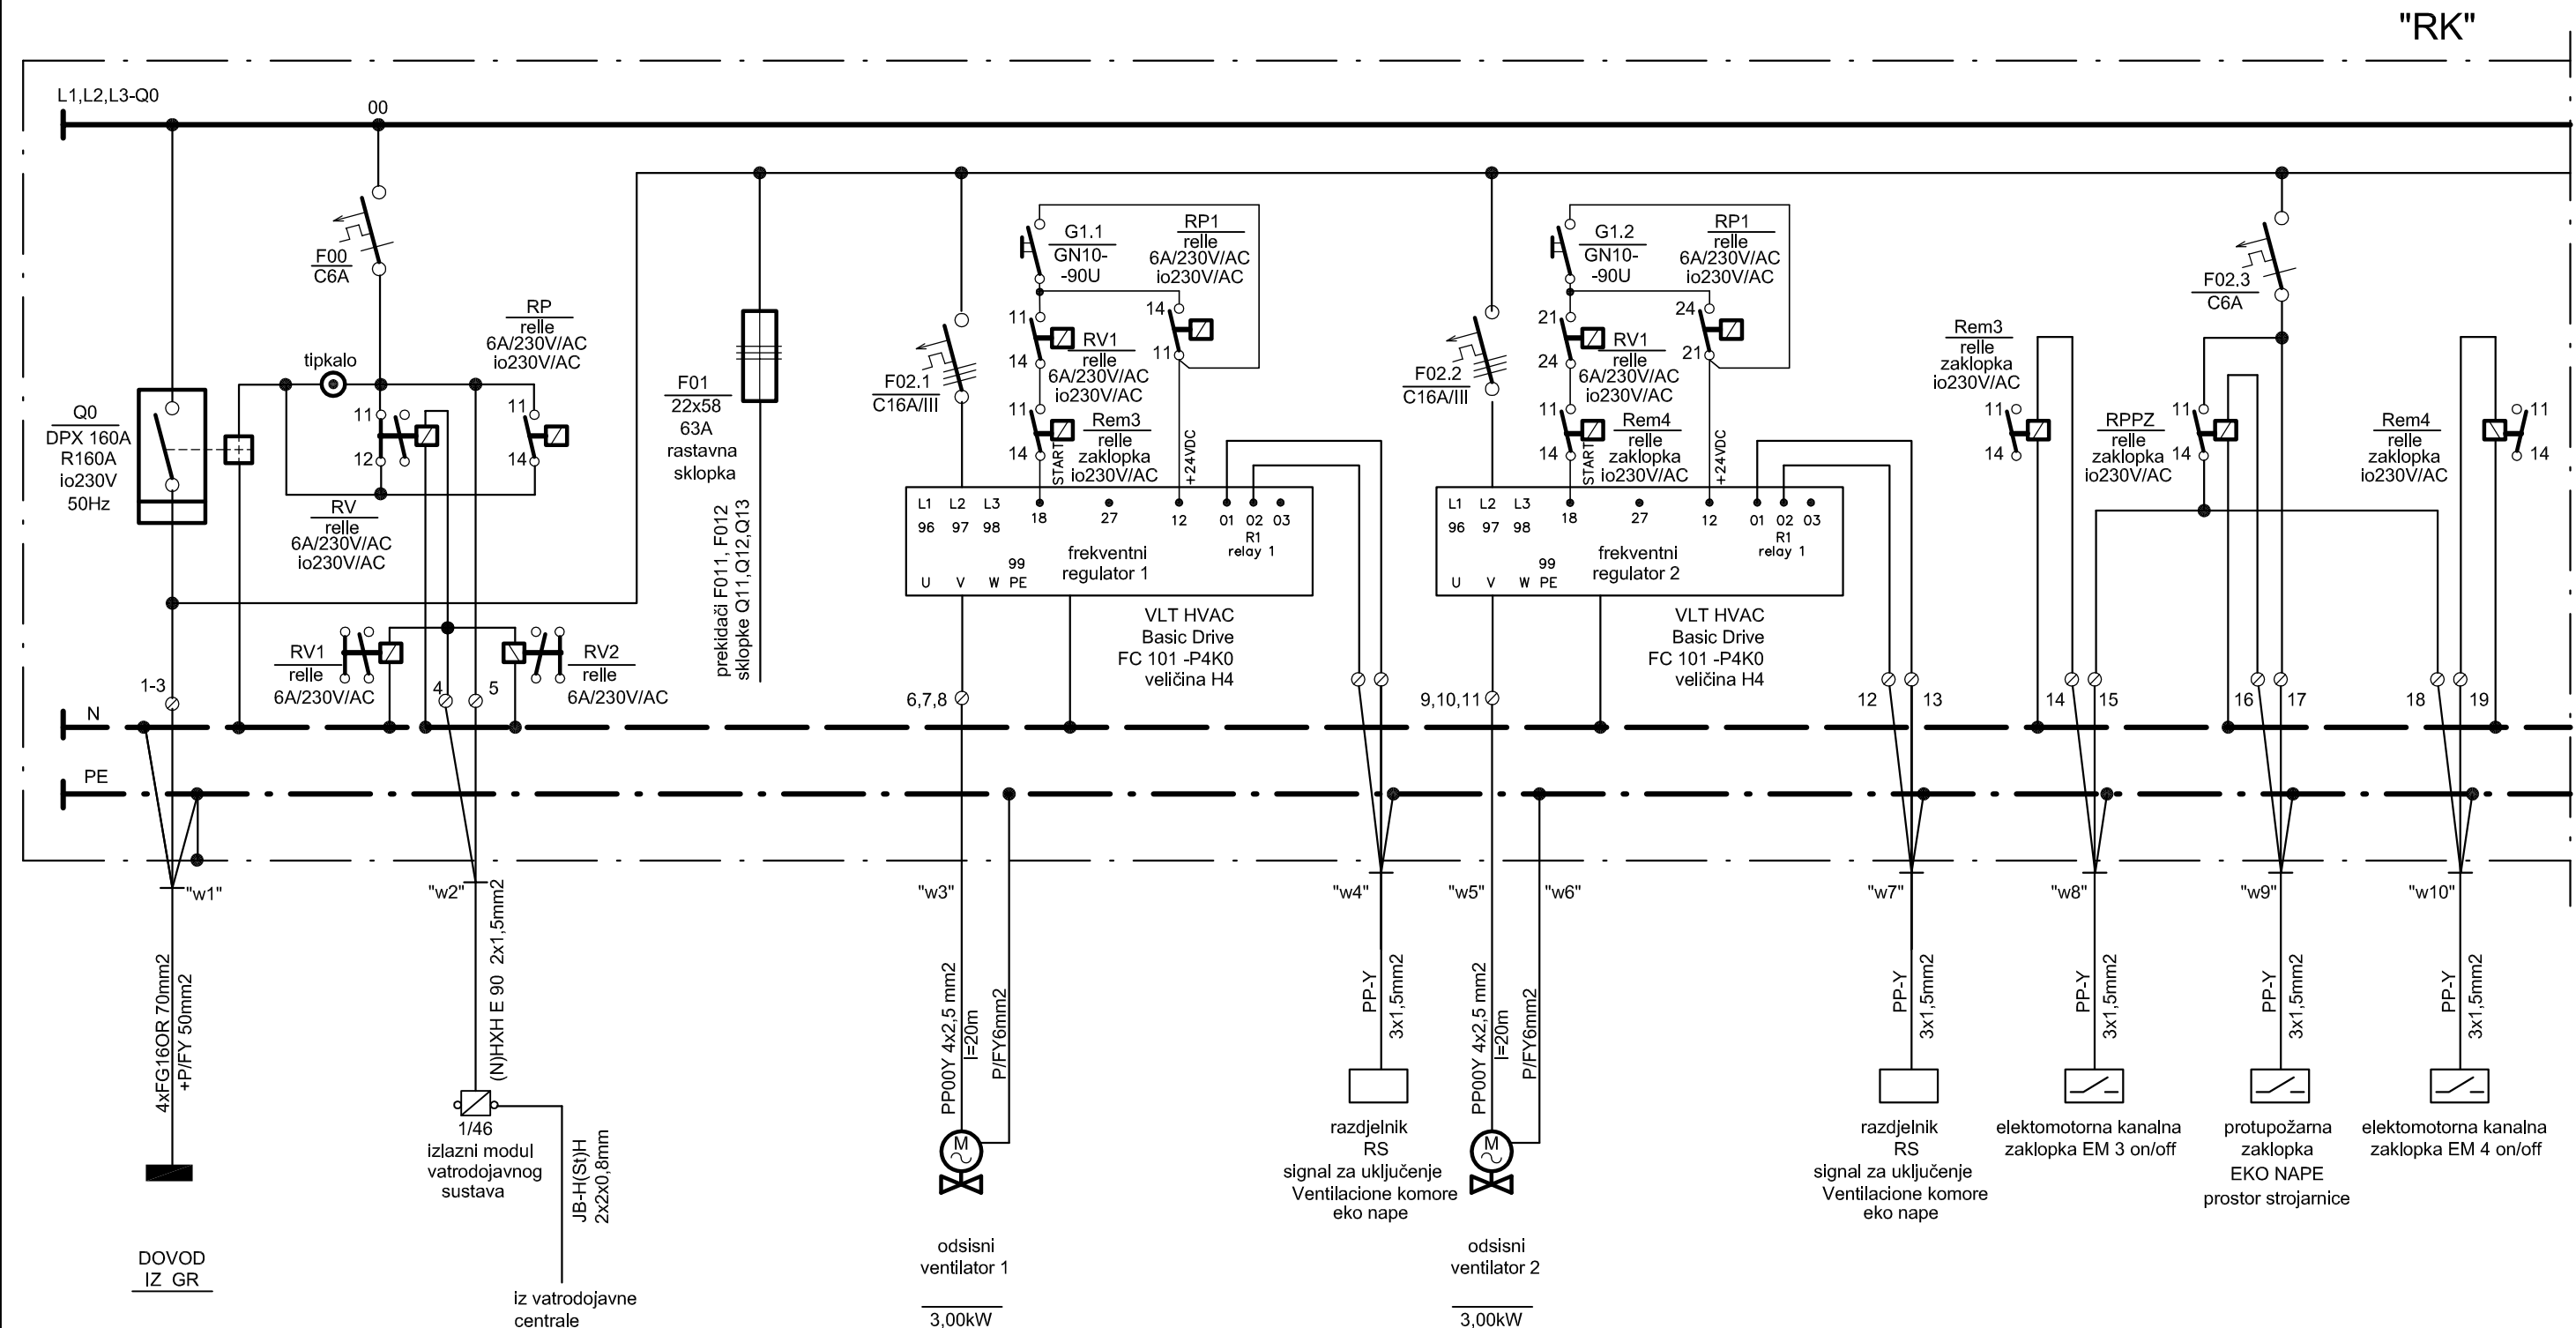 "RK"
L1,L2,L3-Q0
00
F00
C6A
RP
relle
6A/230V/AC
io230V/AC
tipkalo
Q0
DPX 160A
R160A
io230V
50Hz
11
12
11
14
RV
relle
6A/230V/AC
io230V/AC
RV1
relle
6A/230V/AC
RV2
relle
6A/230V/AC
1-3
4
5
N
PE
F01
22x58
63A
rastavna
sklopka
prekidači F011, F012
sklopke Q11,Q12,Q13
F02.1
C16A/III
G1.1
GN10-
-90U
RP1
relle
6A/230V/AC
io230V/AC
14
11
11
14
RV1
relle
6A/230V/AC
io230V/AC
11
14
Rem3
relle
zaklopka
io230V/AC
START
+24VDC
L1 L2 L3
96 97 98
18
27
12
01 02 03
R1
relay 1
frekventni
regulator 1
99
U V W PE
VLT HVAC
Basic Drive
FC 101 -P4K0
veličina H4
6,7,8
F02.2
C16A/III
G1.2
GN10-
-90U
RP1
relle
6A/230V/AC
io230V/AC
24
21
21
24
RV1
relle
6A/230V/AC
io230V/AC
11
14
Rem4
relle
zaklopka
io230V/AC
START
+24VDC
L1 L2 L3
96 97 98
18
27
12
01 02 03
R1
relay 1
frekventni
regulator 2
99
U V W PE
VLT HVAC
Basic Drive
FC 101 -P4K0
veličina H4
9,10,11
12
13
F02.3
C6A
Rem3
relle
zaklopka
io230V/AC
11
14
RPPZ
relle
zaklopka
io230V/AC
11
14
Rem4
relle
zaklopka
io230V/AC
11
14
14
15
16
17
18
19
"w1"
"w2"
"w3"
"w4"
"w5"
"w6"
"w7"
"w8"
"w9"
"w10"
4xFG16OR 70mm2
+P/FY 50mm2
(N)HXH E 90 2x1,5mm2
PP00Y 4x2,5 mm2
l=20m
P/FY6mm2
PP-Y
3x1,5mm2
PP00Y 4x2,5 mm2
l=20m
P/FY6mm2
PP-Y
3x1,5mm2
PP-Y
3x1,5mm2
PP-Y
3x1,5mm2
PP-Y
3x1,5mm2
DOVOD
IZ GR
1/46
izlazni modul
vatrodojavnog
sustava
JB-H(St)H
2x2x0,8mm
iz vatrodojavne
centrale
M
odsisni
ventilator 1
3,00kW
razdjelnik
RS
signal za uključenje
Ventilacione komore
eko nape
M
odsisni
ventilator 2
3,00kW
razdjelnik
RS
signal za uključenje
Ventilacione komore
eko nape
elektomotorna kanalna
zaklopka EM 3 on/off
protupožarna
zaklopka
EKO NAPE
prostor strojarnice
elektomotorna kanalna
zaklopka EM 4 on/off